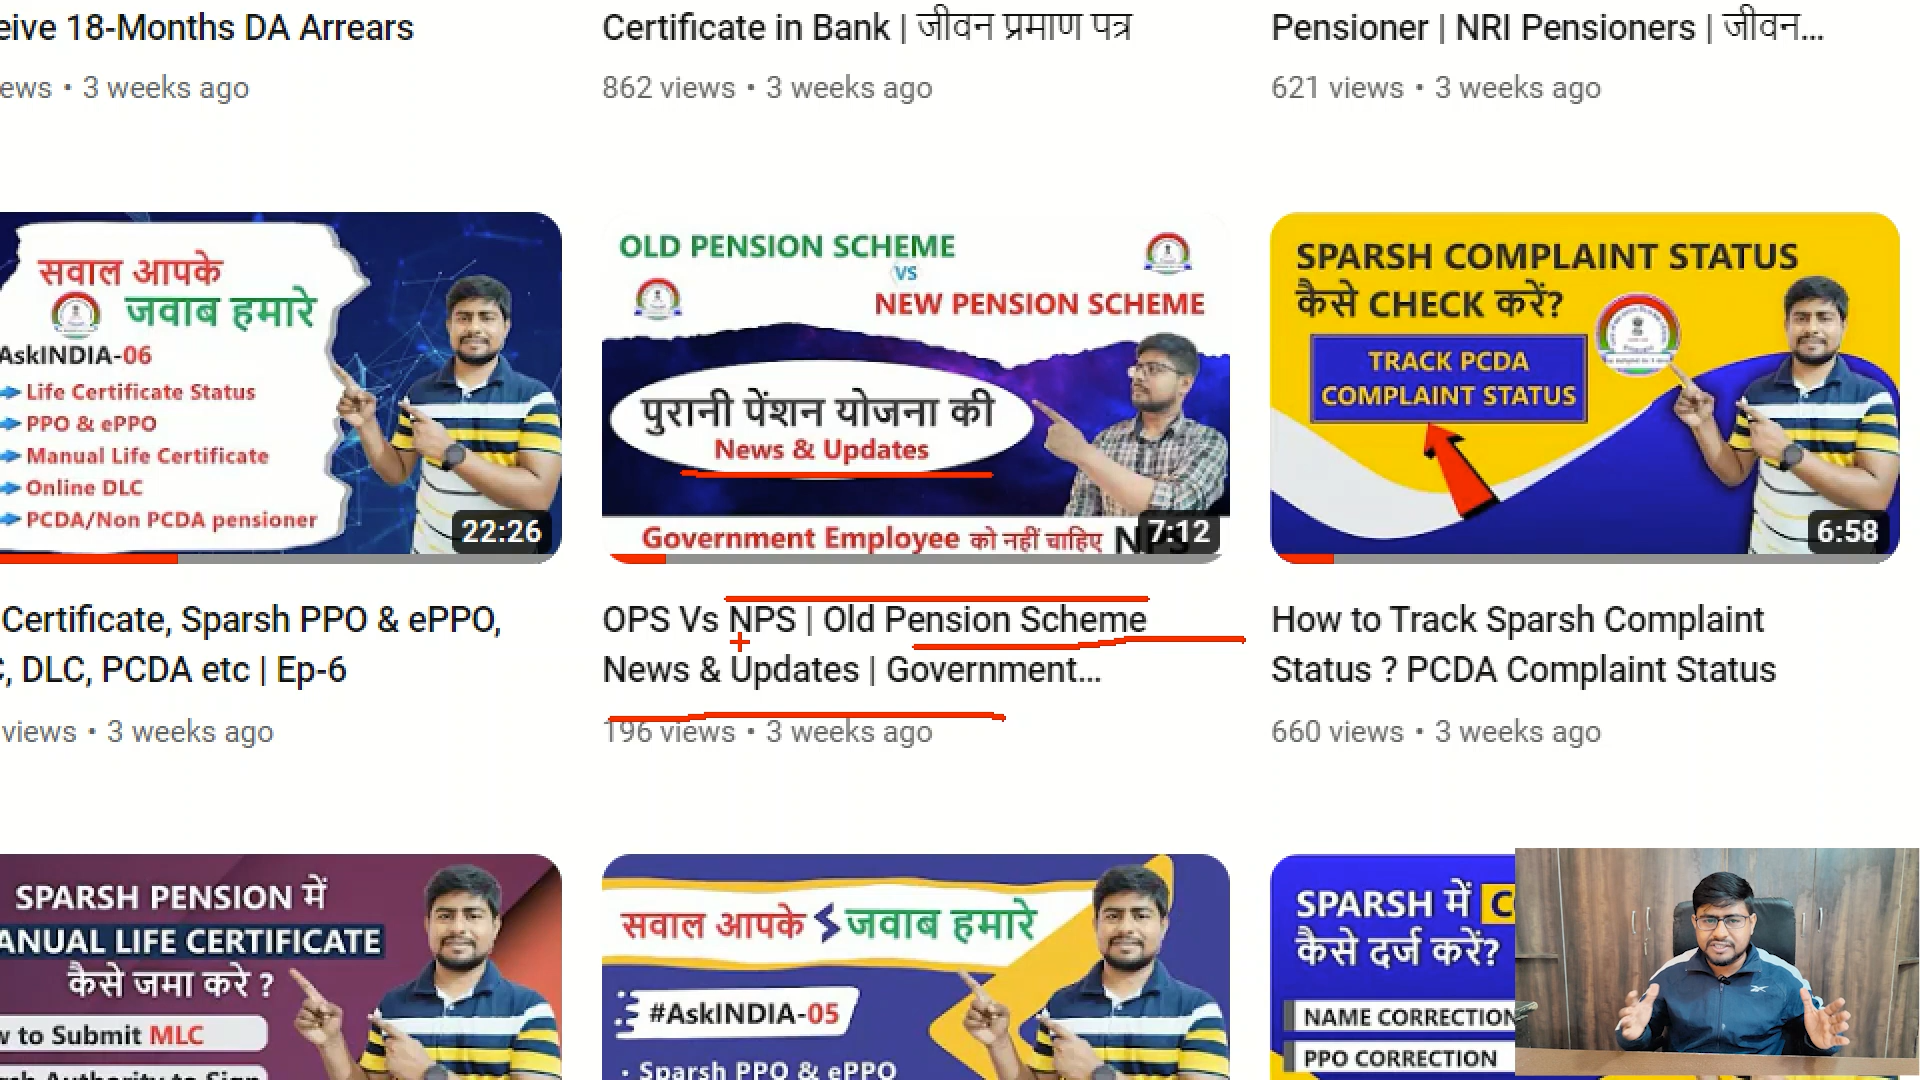 eive 18-Months DA Arrears
ews • 3 weeks ago
Certificate in Bank | जीवन प्रमाण पत्र
862 views • 3 weeks ago
Pensioner | NRI Pensioners | जीवन...
621 views • 3 weeks ago
सवाल आपके
जवाब हमारे
AskINDIA-06
Life Certificate Status
PPO & ePPO
Manual Life Certificate
Online DLC
PCDA/Non PCDA pensioner
22:26
Certificate, Sparsh PPO & ePPO,
C, DLC, PCDA etc | Ep-6
views • 3 weeks ago
OLD PENSION SCHEME
VS
NEW PENSION SCHEME
पुरानी पेंशन योजना की
News & Updates
Government Employee को नहीं चाहिए NPS
7:12
OPS Vs NPS | Old Pension Scheme
News & Updates | Government...
196 views • 3 weeks ago
SPARSH COMPLAINT STATUS
कैसे CHECK करें?
TRACK PCDA
COMPLAINT STATUS
6:58
How to Track Sparsh Complaint
Status ? PCDA Complaint Status
660 views • 3 weeks ago
SPARSH PENSION में
ANUAL LIFE CERTIFICATE
कैसे जमा करे ?
w to Submit MLC
rsh Authority to Sign
सवाल आपके जवाब हमारे
#AskINDIA-05
• Sparsh PPO & ePPO
SPARSH में C
कैसे दर्ज करें?
NAME CORRECTION
PPO CORRECTION